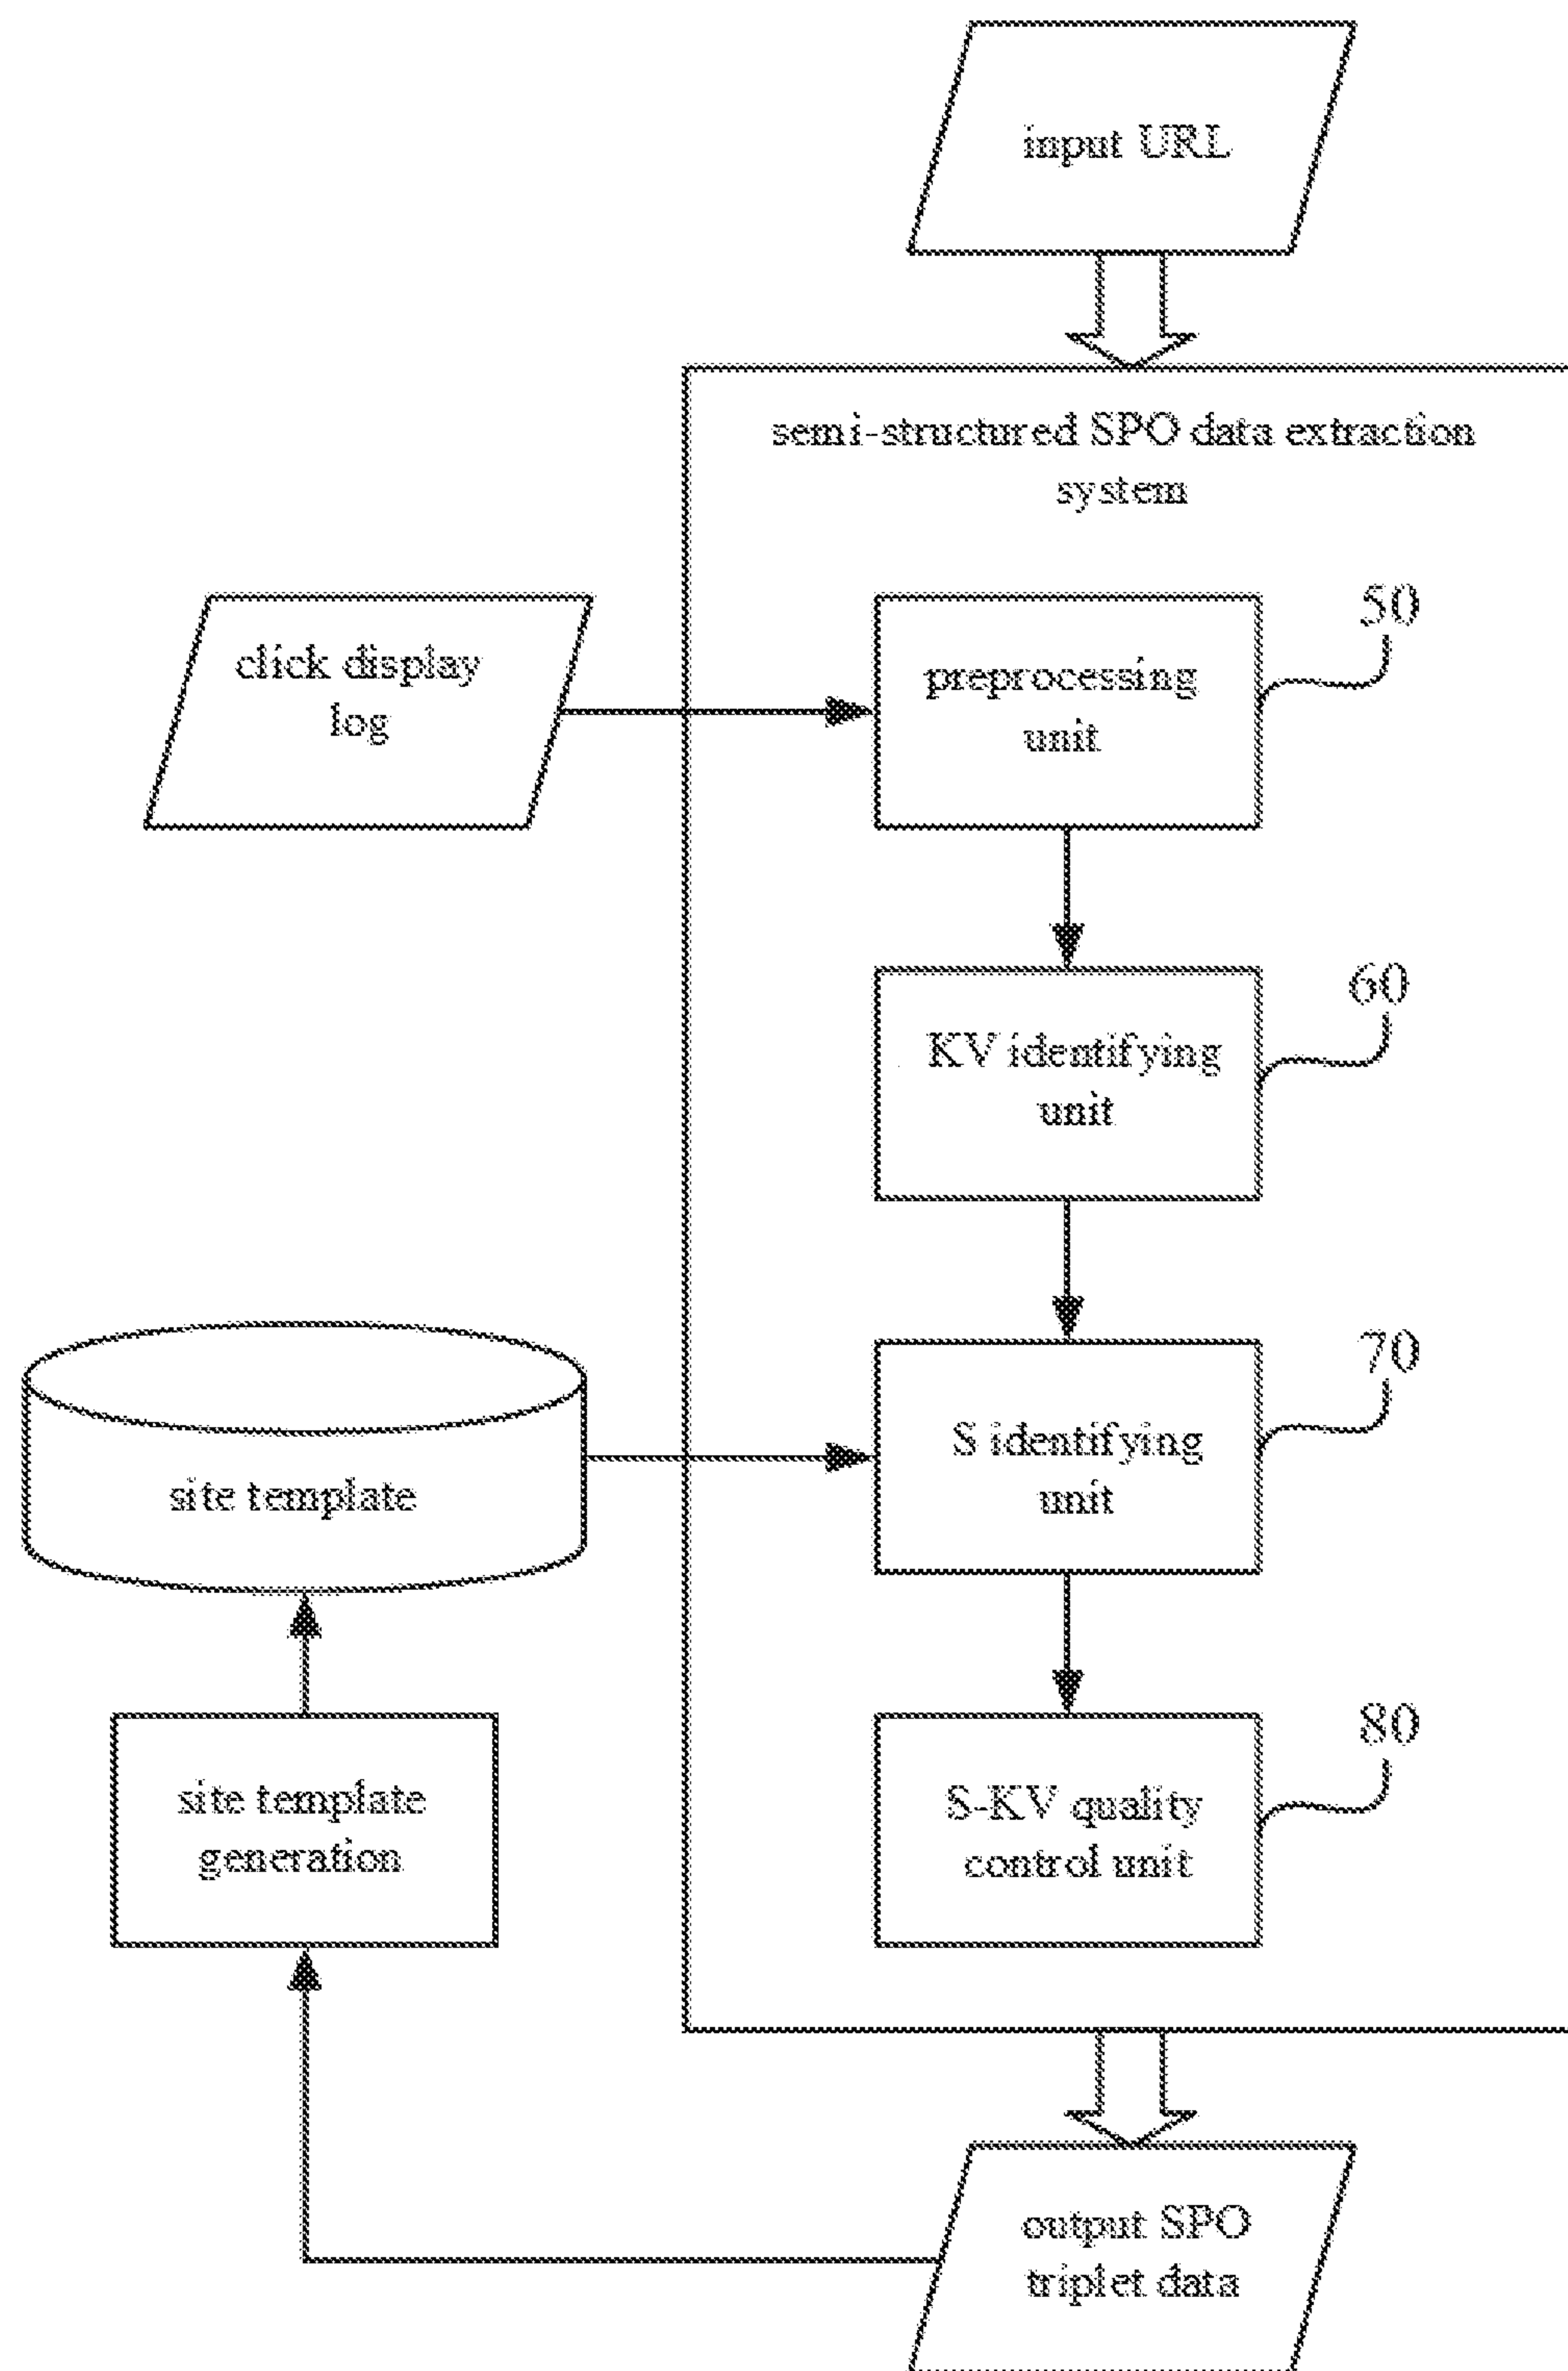 input URL
semi-structured SPO data extraction
system
click display
log
preprocessing
unit
50
KV identifying
unit
60
site template
S identifying
unit
70
site template
generation
S-KV quality
control unit
80
output SPO
triplet data